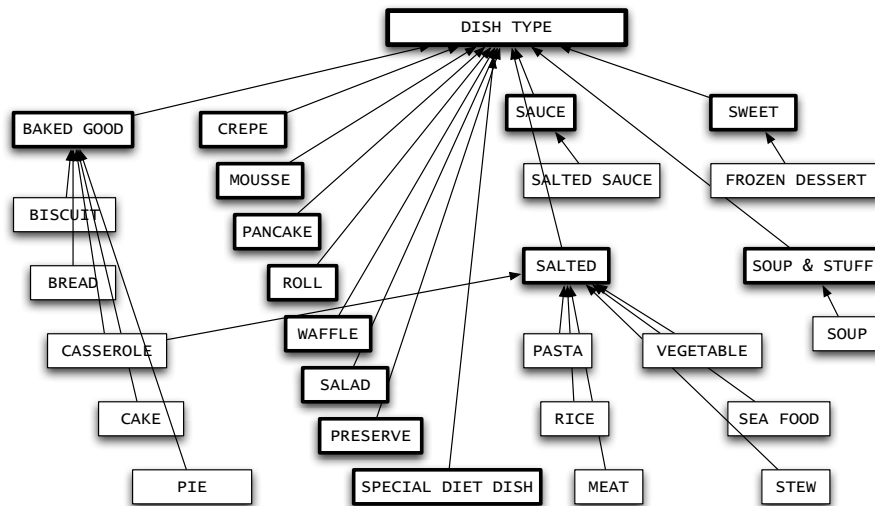 DISH TYPE
BAKED GOOD
CREPE
SAUCE
SWEET
MOUSSE
SALTED SAUCE
FROZEN DESSERT
BISCUIT
PANCAKE
BREAD
ROLL
SALTED
SOUP & STUFF
WAFFLE
SOUP
CASSEROLE
PASTA
VEGETABLE
SALAD
CAKE
RICE
SEA FOOD
PRESERVE
PIE
SPECIAL DIET DISH
MEAT
STEW